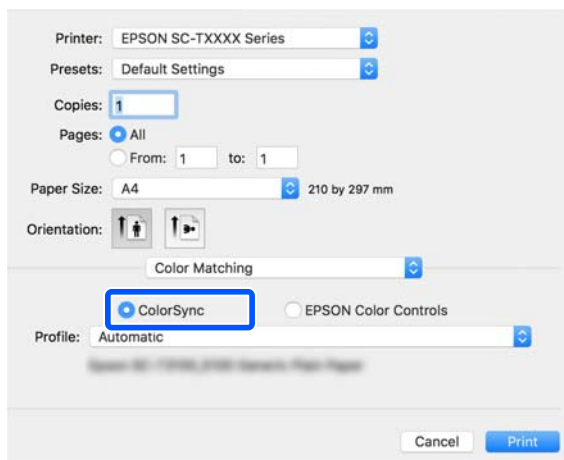 Printer: EPSON SC-TXXXX Series
Presets: Default Settings
Copies: 1
Pages: All
From: 1 to: 1
Paper Size: A4 210 by 297 mm
Orientation:
Color Matching
ColorSync EPSON Color Controls
Profile: Automatic
Cancel Print